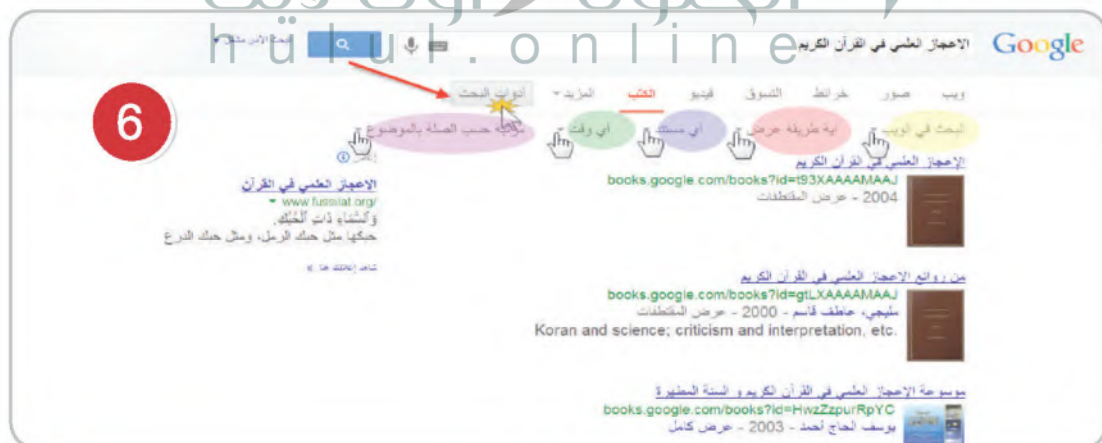 hulul.online
Google
الاعجاز العلمي في القرآن الكريم
ويب صور خرائط التسوق فيديو الكتب المزيد أدوات البحث
6
البحث في الويب
أية طريقة عرض
أي مستند
أي وقت
مرتبة حسب الصلة بالموضوع
الإعجاز العلمي في القرآن الكريم
books.google.com/books?id=t93XAAAAMAAJ
2004 - عرض المقتطفات
الاعجاز العلمي في القرآن
www.fussilat.org/
وَٱلسَّمَاءِ ذَاتِ ٱلْحُبُكِ.
حبكها مثل حبك الرمل، ومثل حبك الدرع
من روائع الاعجاز العلمي في القرآن الكريم
books.google.com/books?id=gtLXAAAAMAAJ
مليجي، عاطف قاسم - 2000 - عرض المقتطفات
Koran and science; criticism and interpretation, etc.
موسوعة الإعجاز العلمي في القرآن الكريم و السنة المطهرة
books.google.com/books?id=HwzZzpurRpYC
يوسف الحاج أحمد - 2003 - عرض كامل